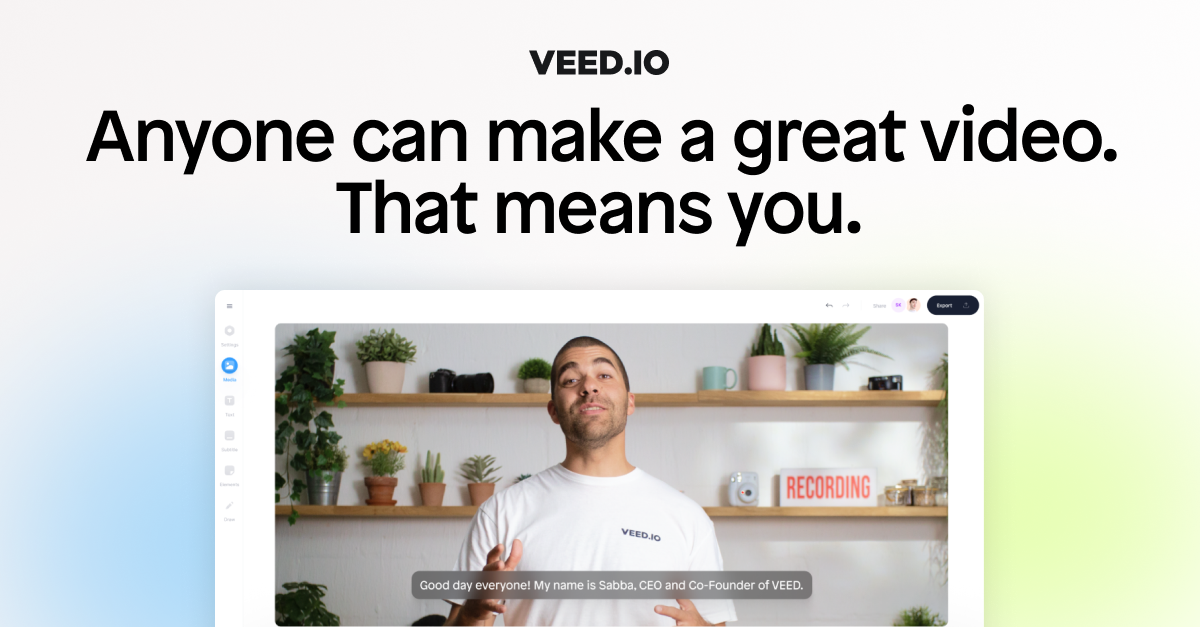 VEED.IO
Anyone can make a great video.
That means you.
Share
Export
Settings
Media
Text
Subtitles
Elements
Draw
RECORDING
VEED.IO
Good day everyone! My name is Sabba, CEO and Co-Founder of VEED.